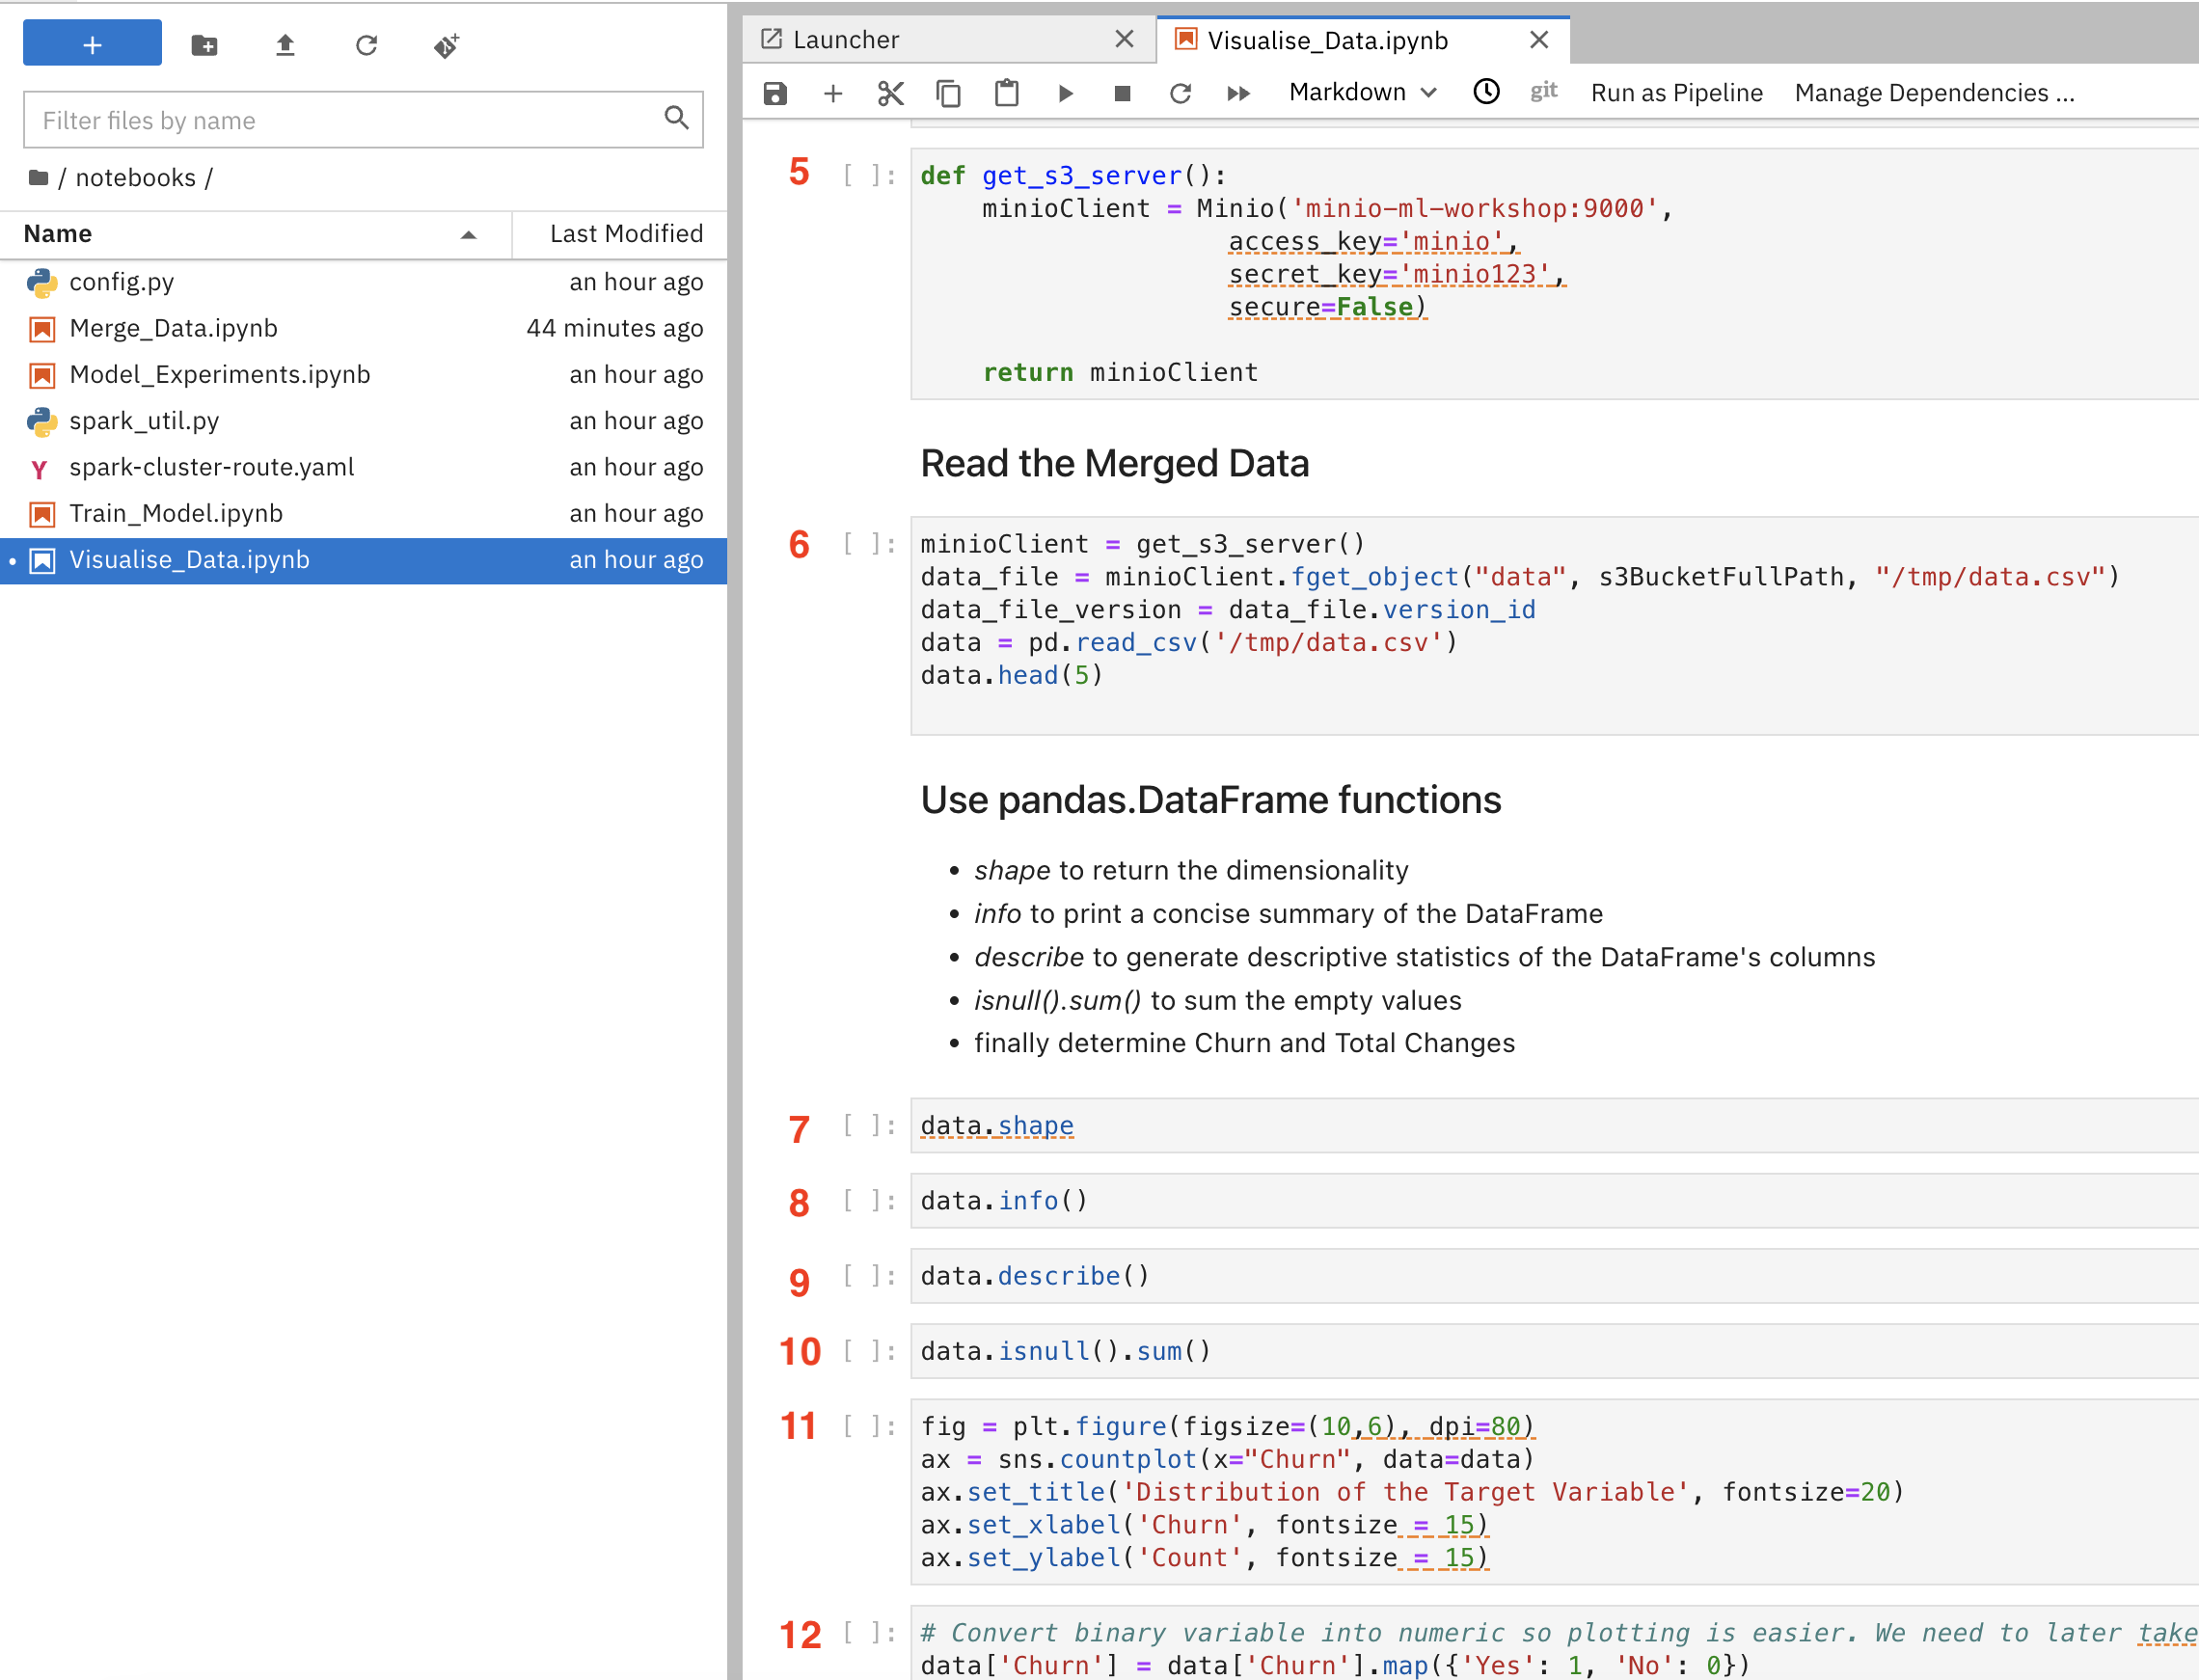 +
Filter files by name
/ notebooks /
Name Last Modified
config.py an hour ago
Merge_Data.ipynb 44 minutes ago
Model_Experiments.ipynb an hour ago
spark_util.py an hour ago
Y spark-cluster-route.yaml an hour ago
Train_Model.ipynb an hour ago
• Visualise_Data.ipynb an hour ago
Launcher Visualise_Data.ipynb
Markdown git Run as Pipeline Manage Dependencies ...
5 [ ]: def get_s3_server():
minioClient = Minio('minio-ml-workshop:9000',
access_key='minio',
secret_key='minio123',
secure=False)
return minioClient
Read the Merged Data
6 [ ]: minioClient = get_s3_server()
data_file = minioClient.fget_object("data", s3BucketFullPath, "/tmp/data.csv")
data_file_version = data_file.version_id
data = pd.read_csv('/tmp/data.csv')
data.head(5)
Use pandas.DataFrame functions
• shape to return the dimensionality
• info to print a concise summary of the DataFrame
• describe to generate descriptive statistics of the DataFrame's columns
• isnull().sum() to sum the empty values
• finally determine Churn and Total Changes
7 [ ]: data.shape
8 [ ]: data.info()
9 [ ]: data.describe()
10 [ ]: data.isnull().sum()
11 [ ]: fig = plt.figure(figsize=(10,6), dpi=80)
ax = sns.countplot(x="Churn", data=data)
ax.set_title('Distribution of the Target Variable', fontsize=20)
ax.set_xlabel('Churn', fontsize = 15)
ax.set_ylabel('Count', fontsize = 15)
12 [ ]: # Convert binary variable into numeric so plotting is easier. We need to later take
data['Churn'] = data['Churn'].map({'Yes': 1, 'No': 0})